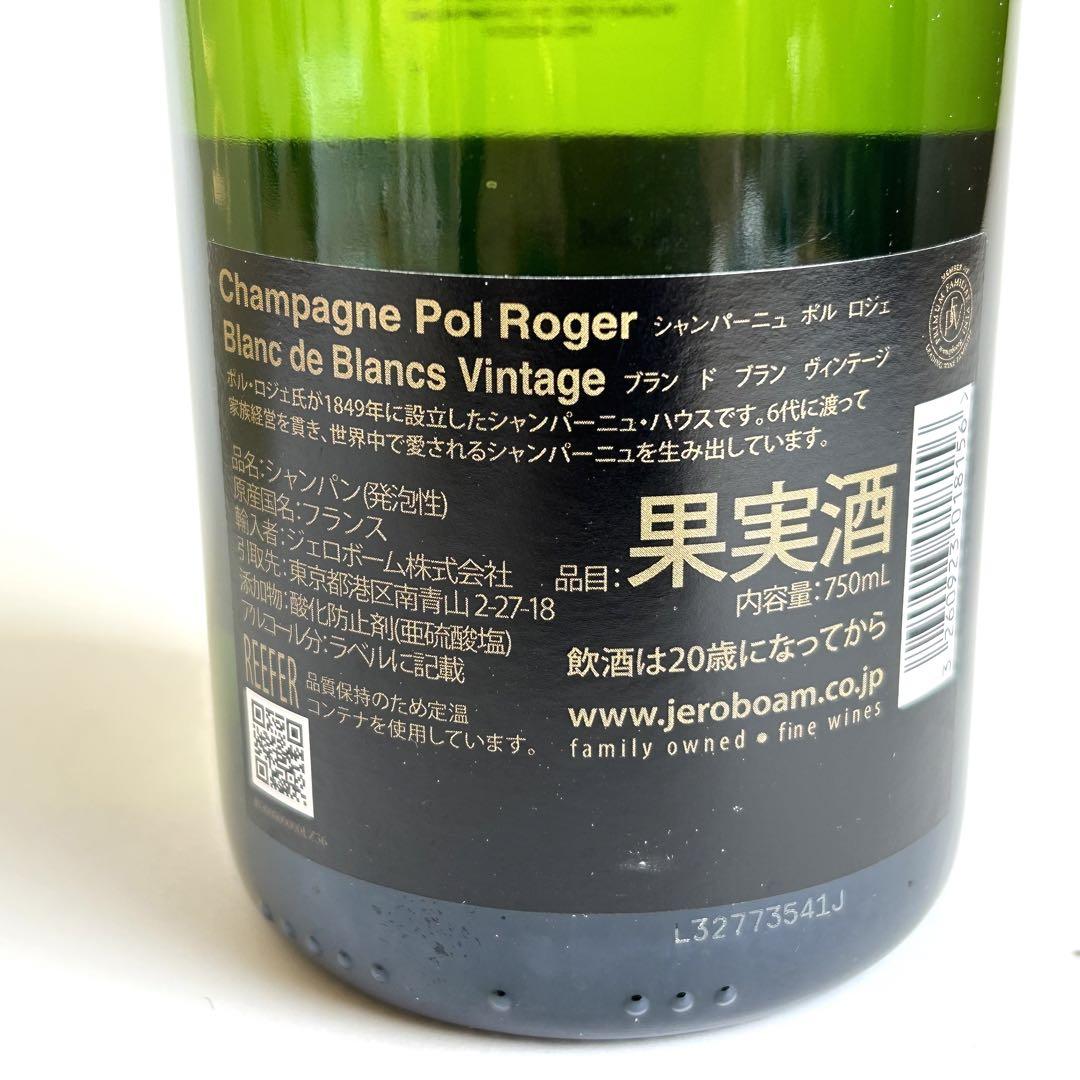 Champagne Pol Roger シャンパーニュ ポル ロジェ
Blanc de Blancs Vintage ブラン ド ブラン ヴィンテージ
ポル・ロジェ氏が1849年に設立したシャンパーニュ・ハウスです。6代に渡って
家族経営を貫き、世界中で愛されるシャンパーニュを生み出しています。
品名:シャンパン(発泡性)
原産国名:フランス
輸入者:ジェロボーム株式会社
引取先:東京都港区南青山2-27-18
添加物:酸化防止剤(亜硫酸塩)
アルコール分:ラベルに記載
REEFER 品質保持のため定温
コンテナを使用しています。
品目:果実酒
内容量:750mL
飲酒は20歳になってから
www.jeroboam.co.jp
family owned • fine wines
3 260923 018156 >
L32773541J